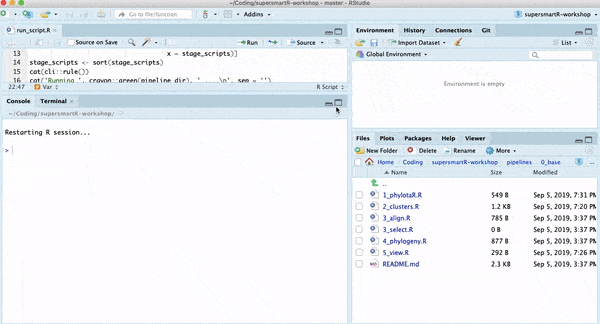 ~/Coding/supersmartR-workshop - master - RStudio
Go to file/function
Addins
supersmartR-workshop
run_script.R
Source on Save
Run
Source
13 x = stage_scripts)]
14 stage_scripts <- sort(stage_scripts)
15 cat(cli::rule())
16 cat('Running ', crayon::green(pipeline_dir), ' ...\n', sep = '')
22:47 Var R Script
Console Terminal
~/Coding/supersmartR-workshop/
Restarting R session...
>
Environment History Connections Git
Import Dataset List
Global Environment
Environment is empty
Files Plots Packages Help Viewer
New Folder Delete Rename More
Home Coding supersmartR-workshop pipelines 0_base
Name Size Modified
..
1_phylotaR.R 549 B Sep 5, 2019, 7:31 PM
2_clusters.R 1.2 KB Sep 5, 2019, 7:20 PM
3_align.R 785 B Sep 5, 2019, 3:37 PM
3_select.R 0 B Sep 5, 2019, 3:37 PM
4_phylogeny.R 877 B Sep 5, 2019, 3:37 PM
5_view.R 292 B Sep 5, 2019, 7:26 PM
README.md 2.3 KB Sep 5, 2019, 3:37 PM